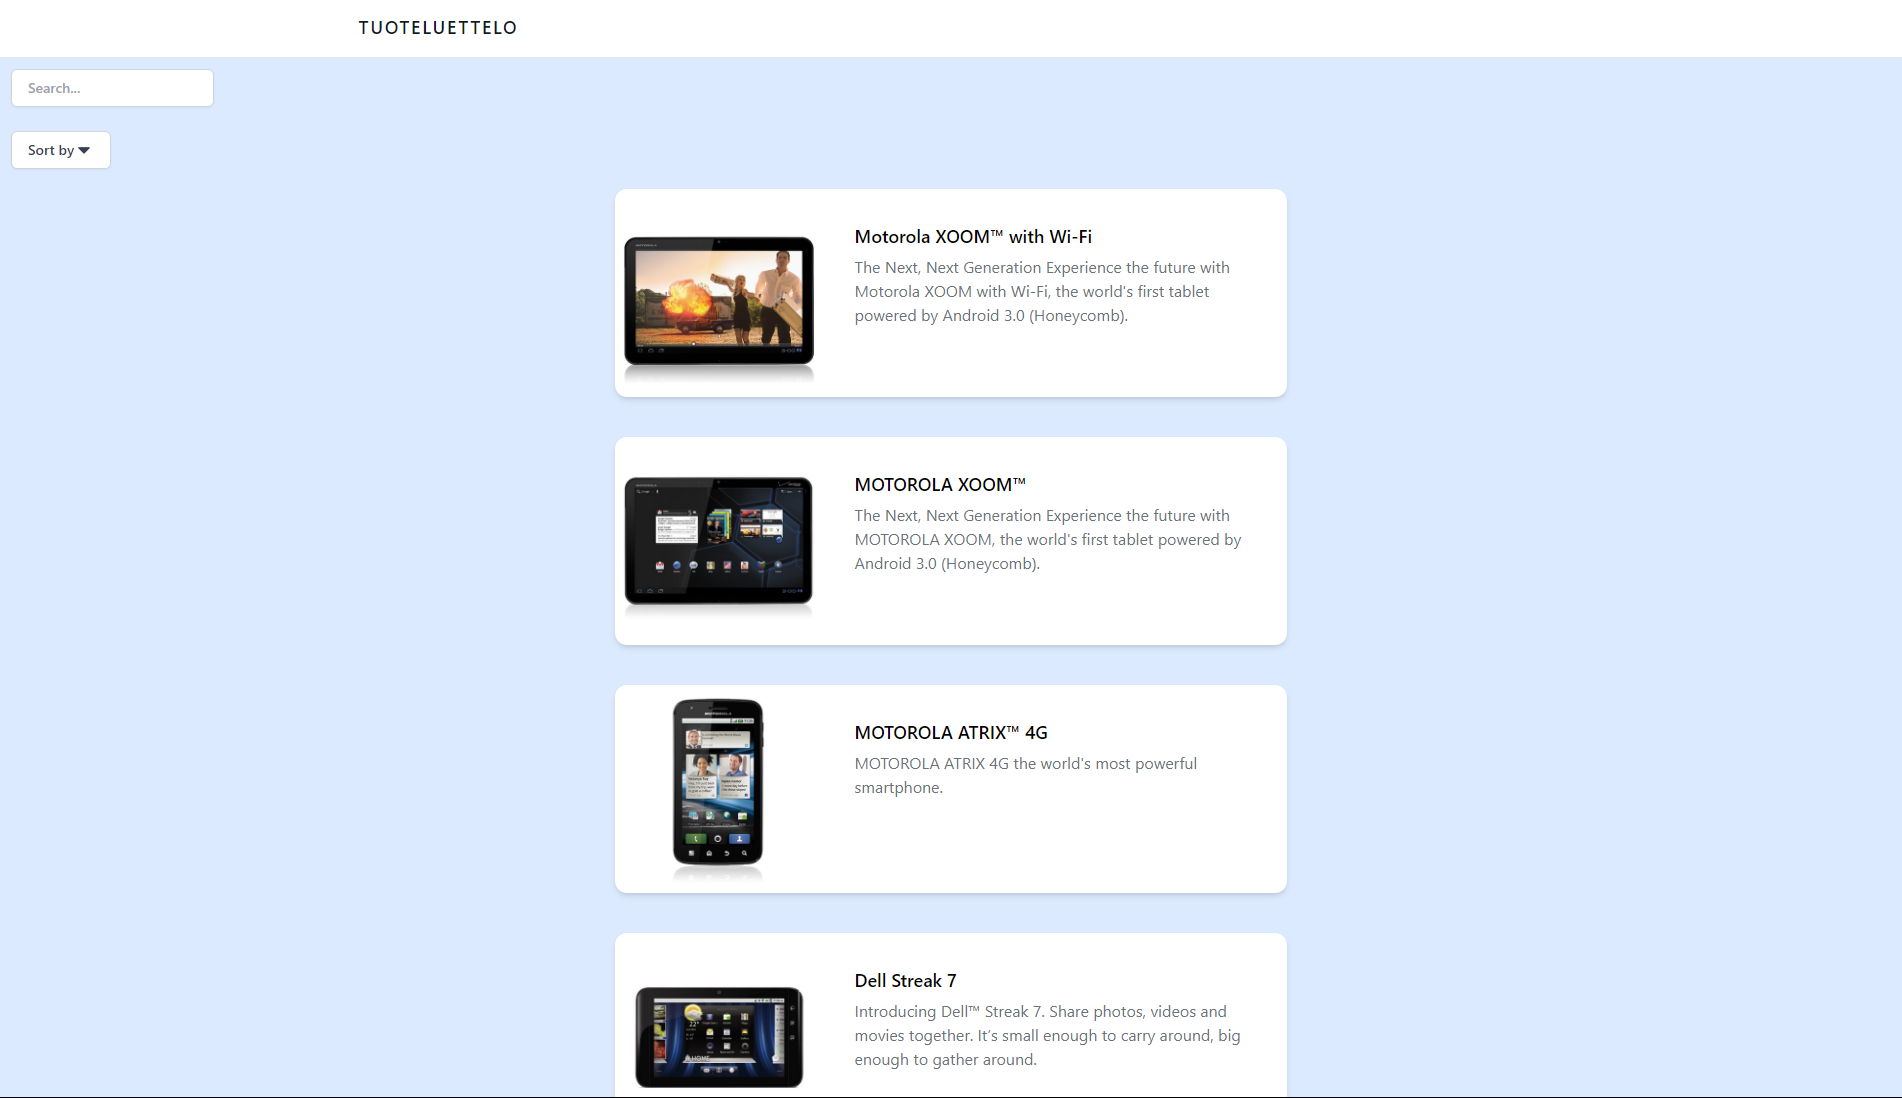 TUOTELUETTELO
Search...
Sort by
Motorola XOOM™ with Wi-Fi
The Next, Next Generation Experience the future with
Motorola XOOM with Wi-Fi, the world's first tablet
powered by Android 3.0 (Honeycomb).
MOTOROLA XOOM™
The Next, Next Generation Experience the future with
MOTOROLA XOOM, the world's first tablet powered by
Android 3.0 (Honeycomb).
MOTOROLA ATRIX™ 4G
MOTOROLA ATRIX 4G the world's most powerful
smartphone.
Dell Streak 7
Introducing Dell™ Streak 7. Share photos, videos and
movies together. It’s small enough to carry around, big
enough to gather around.